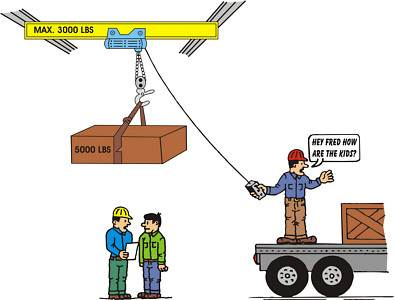 MAX. 3000 LBS
5000 LBS
HEY FRED HOW
ARE THE KIDS?